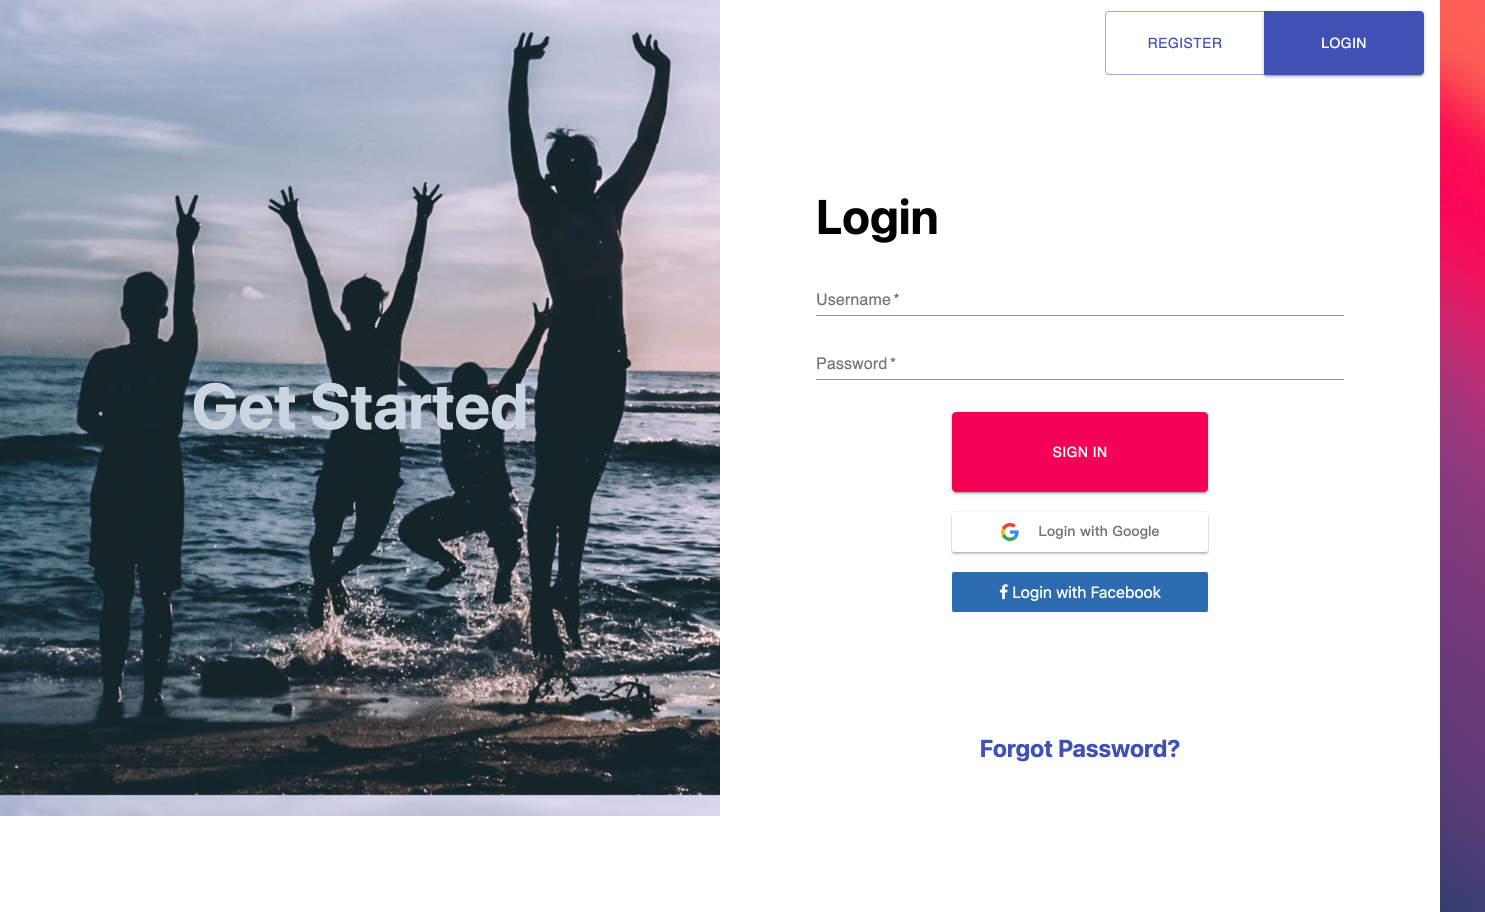 REGISTER
LOGIN
Get Started
Login
Username *
Password *
SIGN IN
Login with Google
Login with Facebook
Forgot Password?